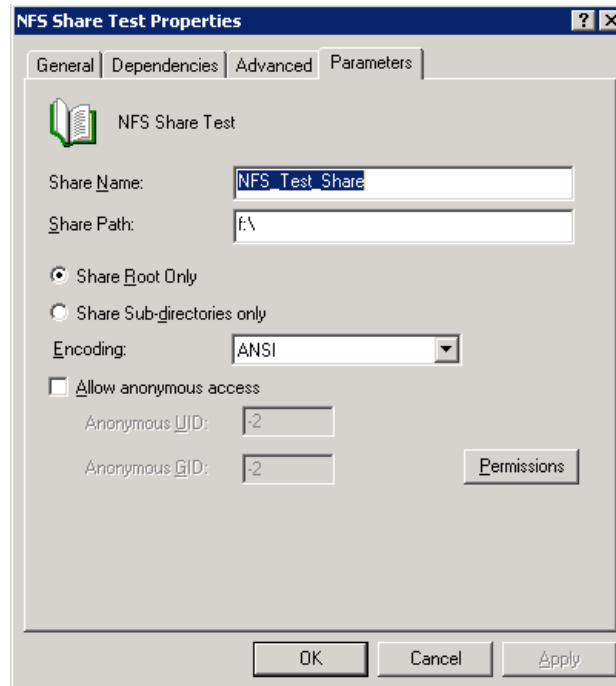 NFS Share Test Properties
General Dependencies Advanced Parameters
NFS Share Test
Share Name: NFS_Test_Share
Share Path: f:\
Share Root Only
Share Sub-directories only
Encoding: ANSI
Allow anonymous access
Anonymous UID: -2
Anonymous GID: -2
Permissions
OK Cancel Apply